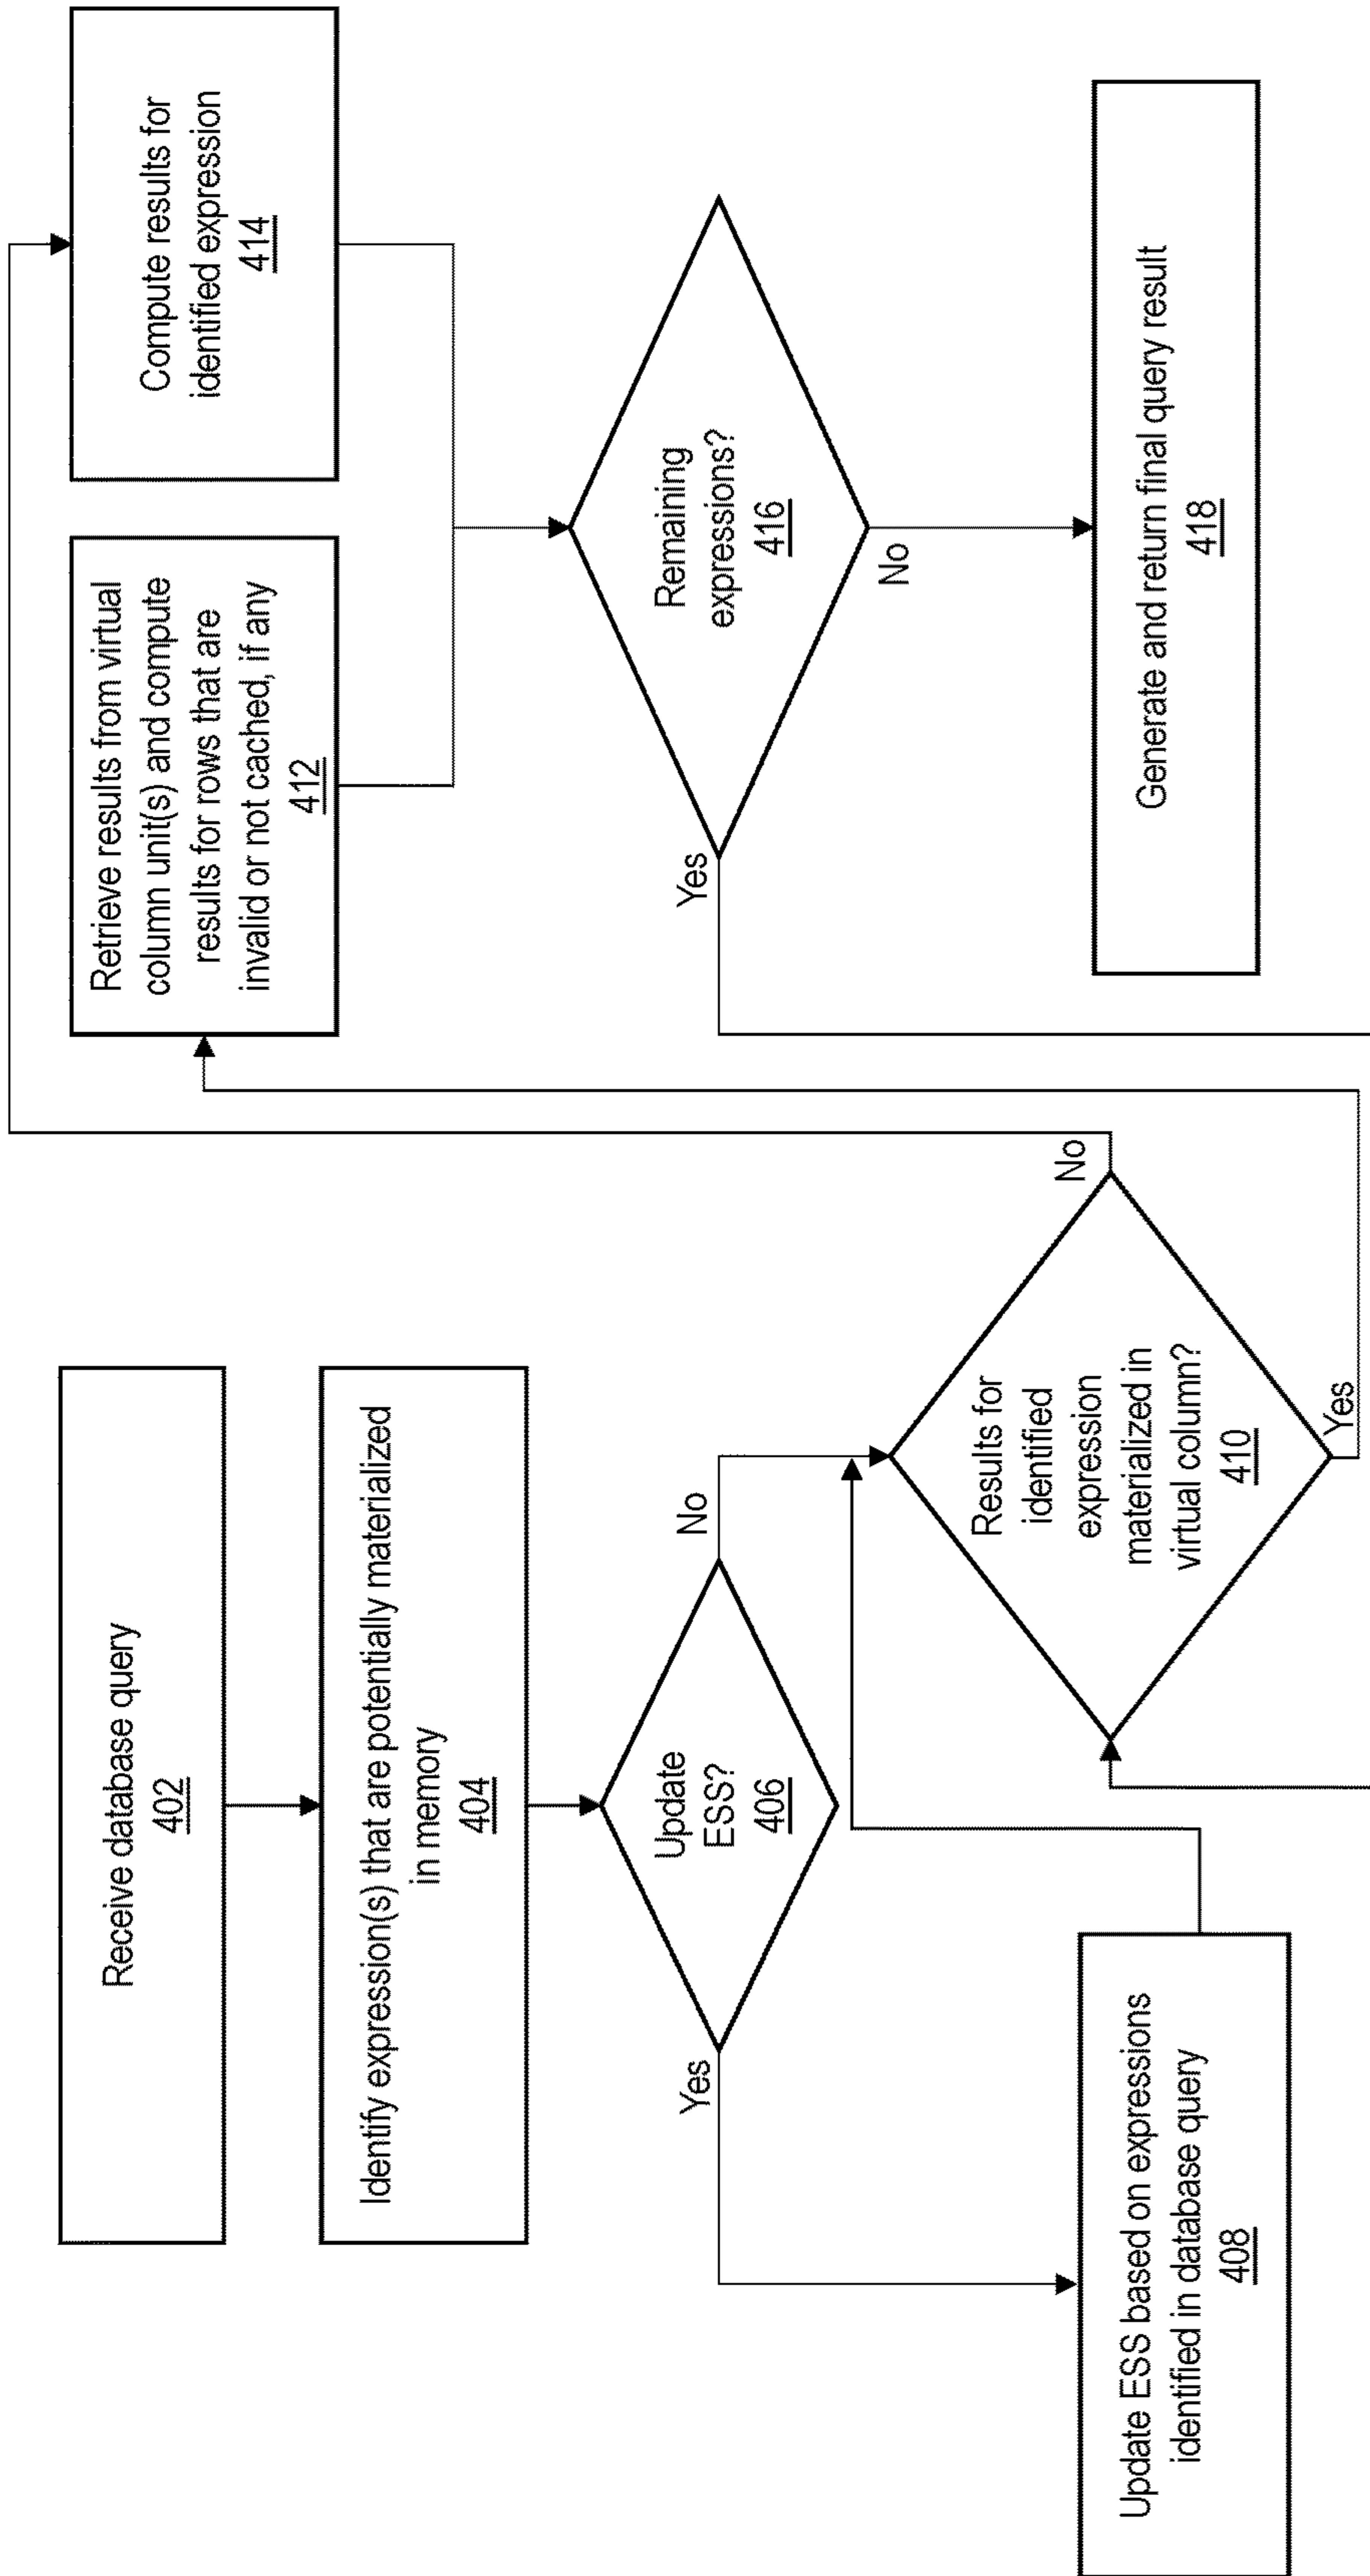 Receive database query
402
Identify expression(s) that are potentially materialized
in memory
404
Update
ESS?
406
Yes
No
Update ESS based on expressions
identified in database query
408
Results for
identified
expression
materialized in
virtual column?
410
No
Yes
Retrieve results from virtual
column unit(s) and compute
results for rows that are
invalid or not cached, if any
412
Compute results for
identified expression
414
Remaining
expressions?
416
Yes
No
Generate and return final query result
418